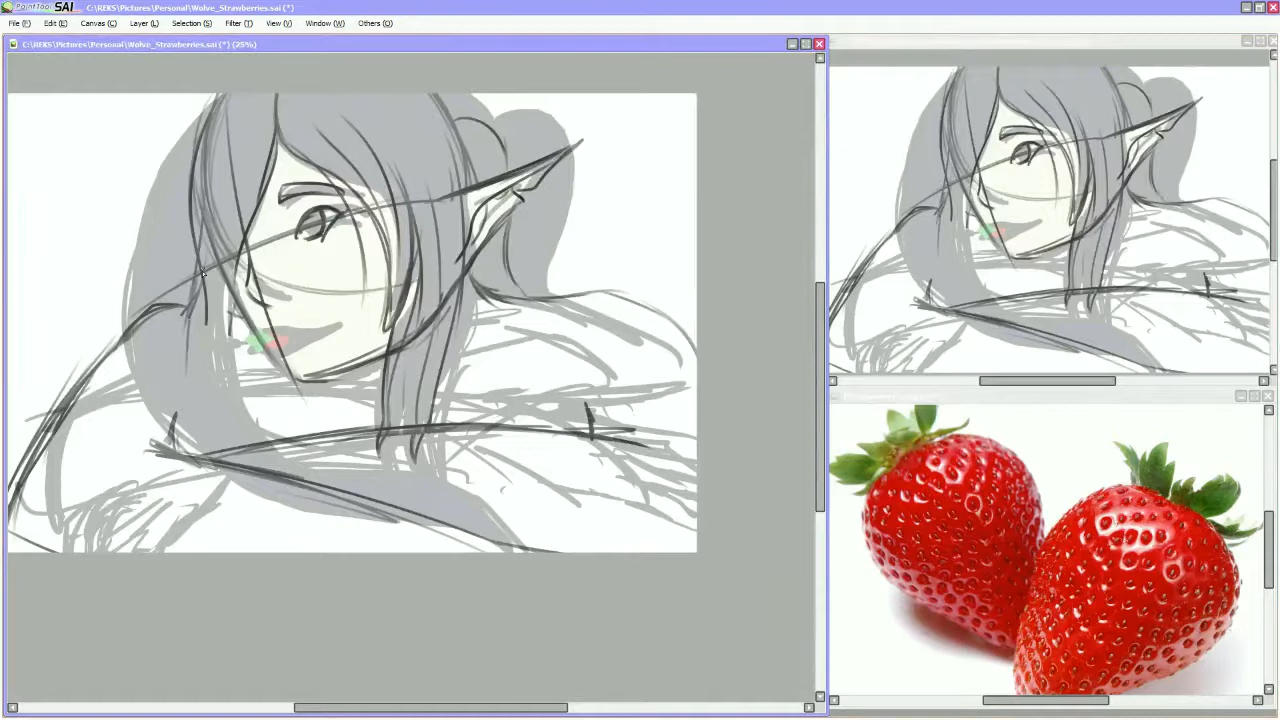 PaintTool SAI C:\REKS\Pictures\Personal\Wolve_Strawberries.sai (*)
File (F) Edit (E) Canvas (C) Layer (L) Selection (S) Filter (T) View (V) Window (W) Others (O)
C:\REKS\Pictures\Personal\Wolve_Strawberries.sai (*) (25%)